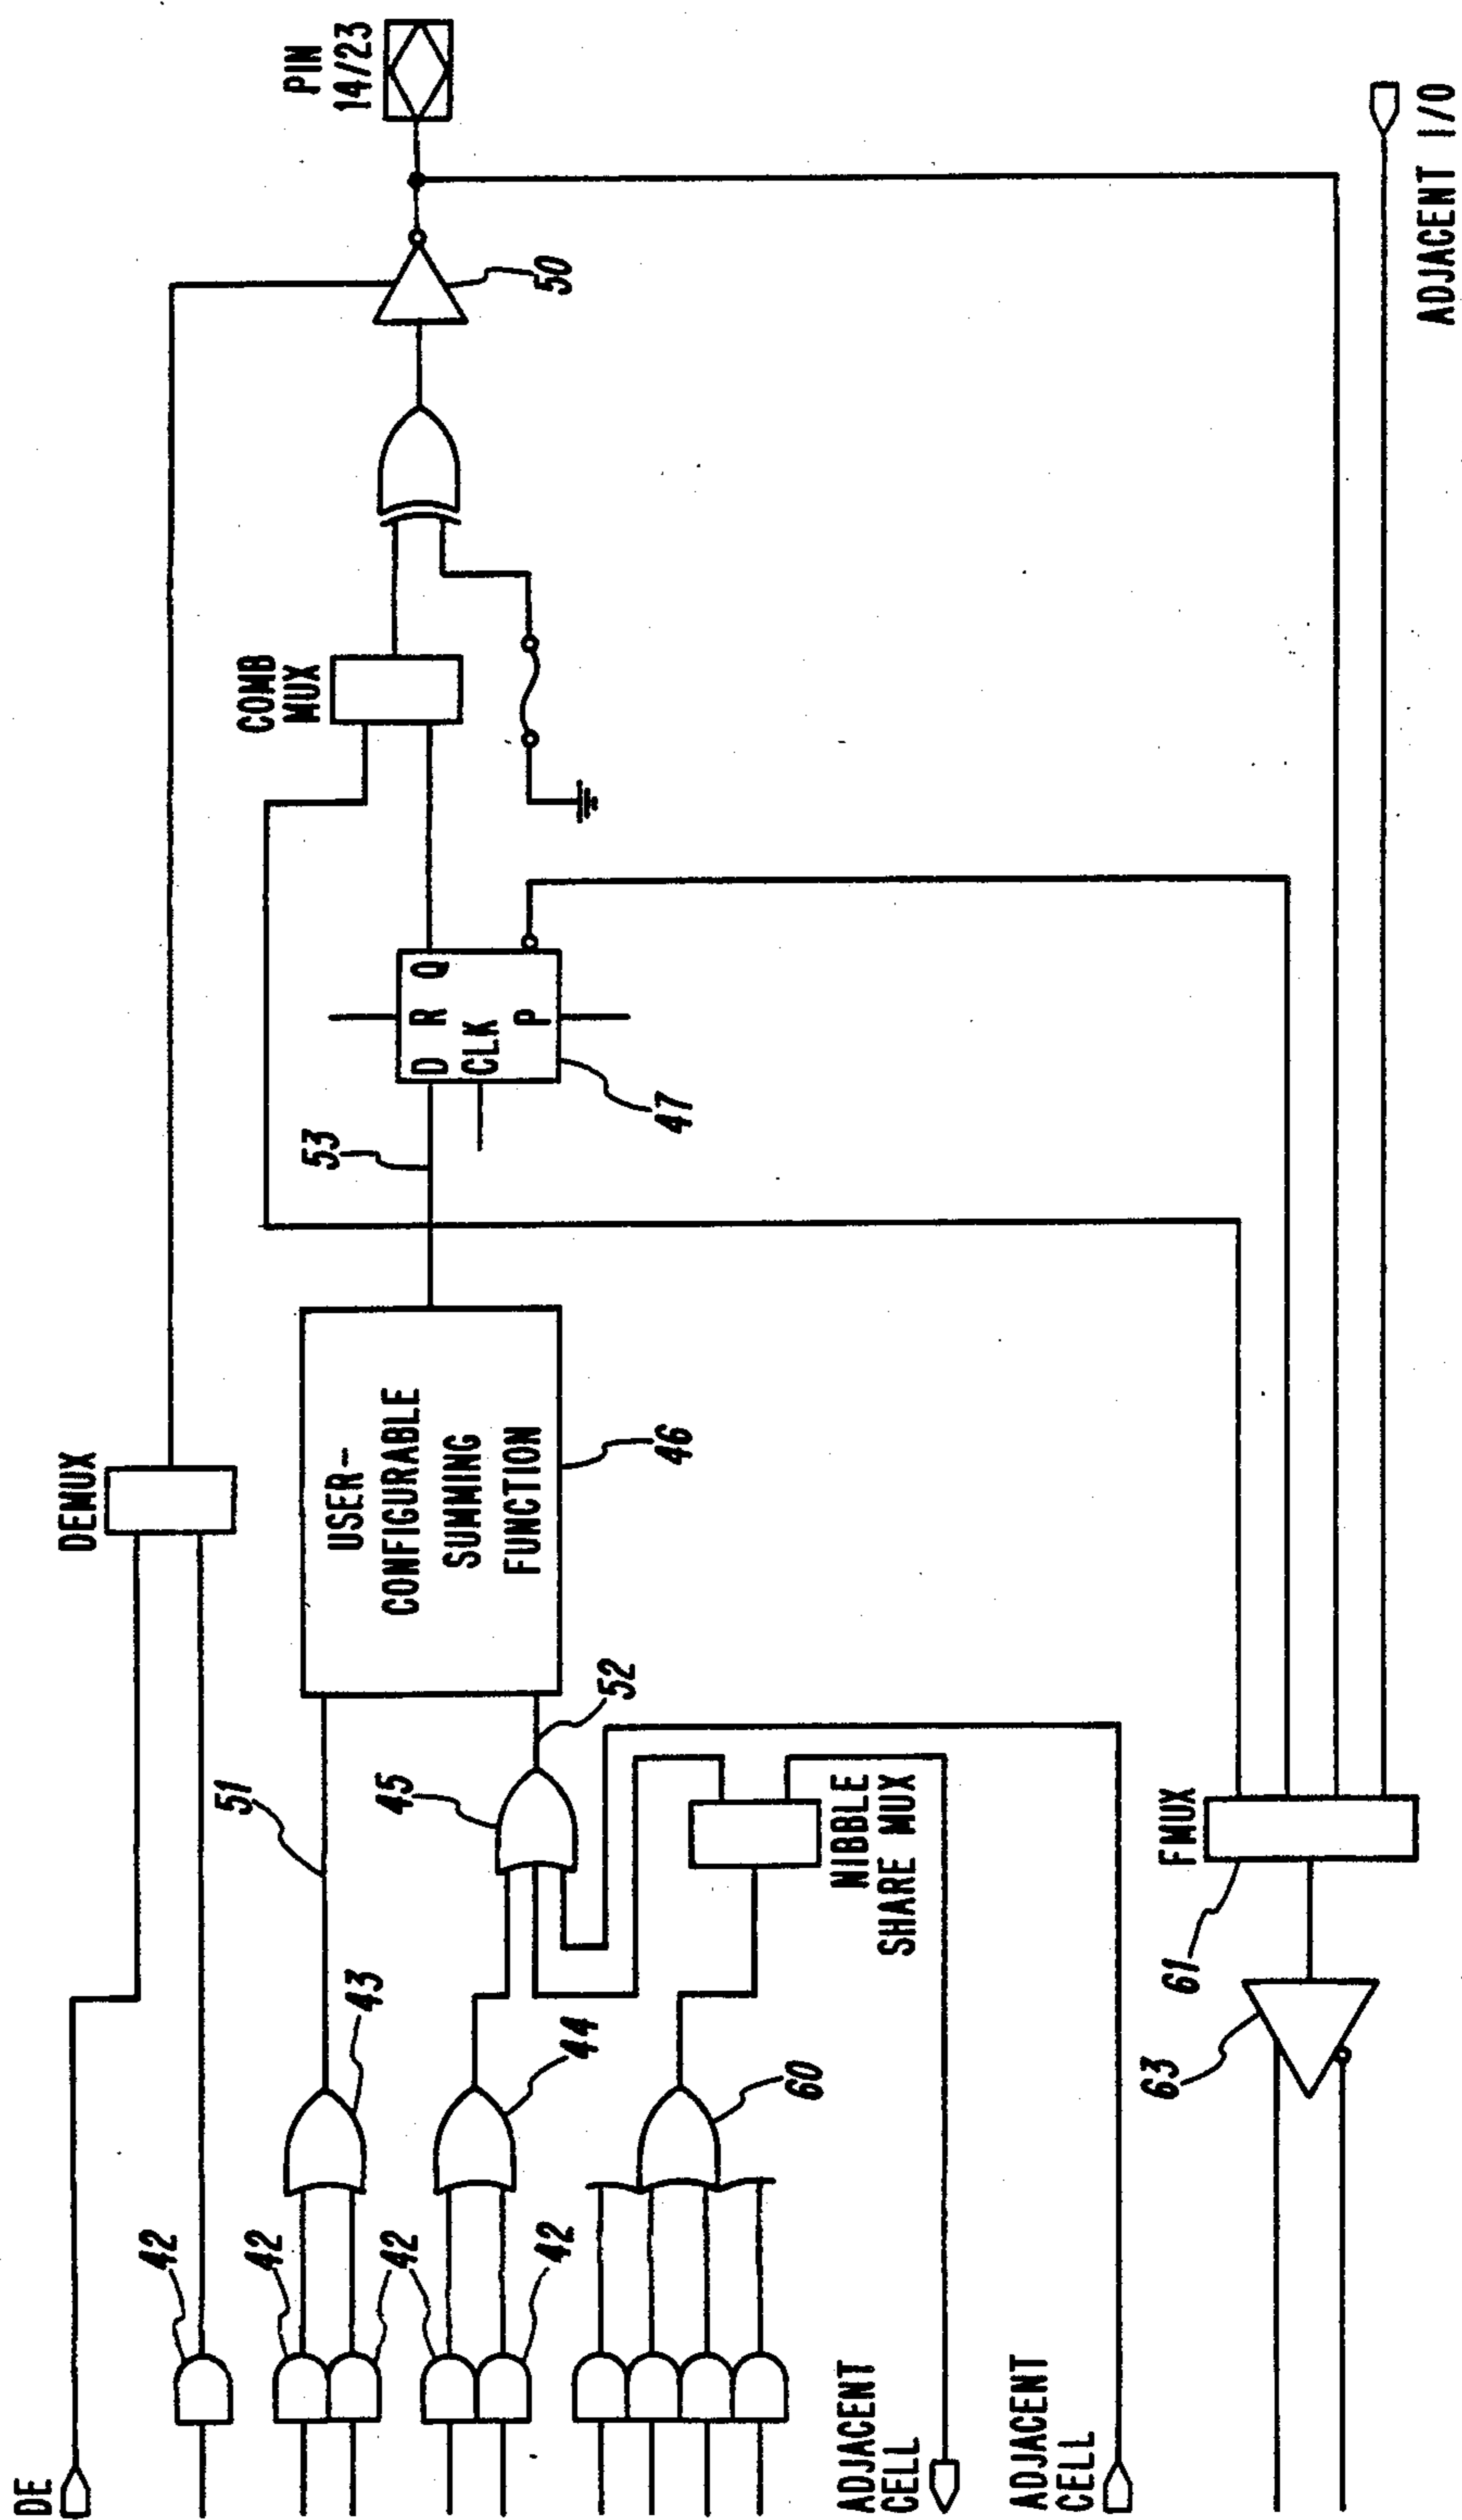 DE
42
42
42
42
43
44
60
51
45
52
DEMUX
USER-
CONFIGURABLE
SUMMING
FUNCTION
46
53
D R Q
CLK
P
47
COMB
MUX
50
PIN
14/23
NIBBLE
SHARE MUX
ADJACENT
CELL
ADJACENT
CELL
63
61
FMUX
ADJACENT I/O